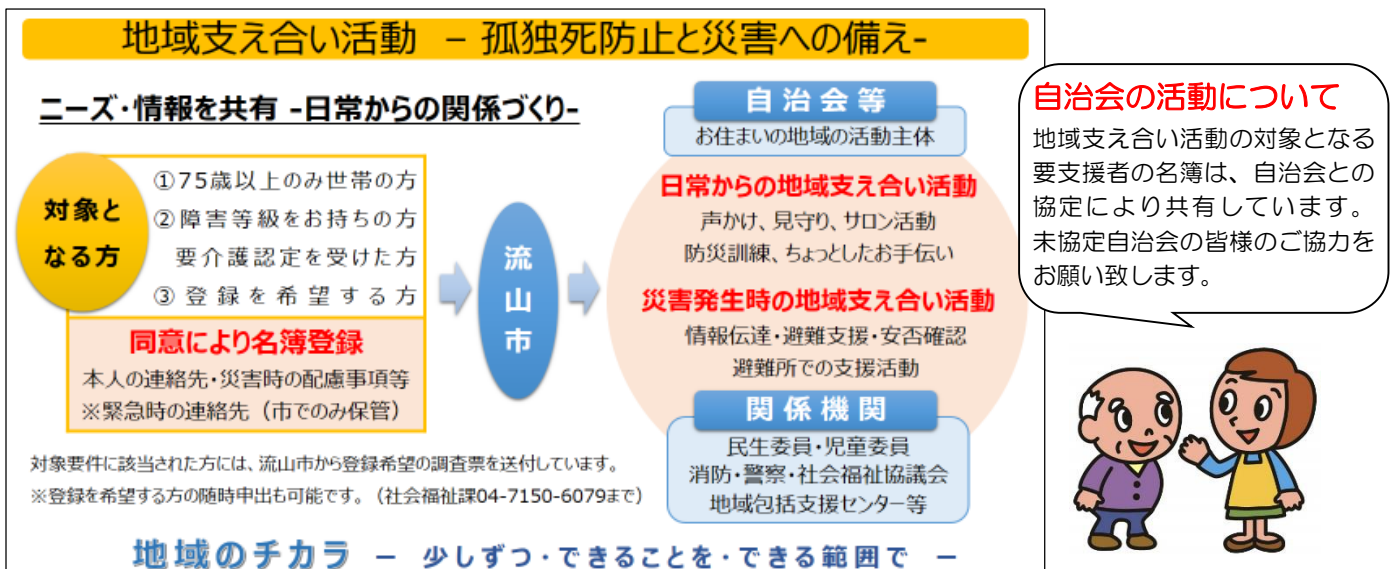 地域支え合い活動 – 孤独死防止と災害への備え-
ニーズ・情報を共有 -日常からの関係づくり-
対象と
なる方
①75歳以上のみ世帯の方
②障害等級をお持ちの方
要介護認定を受けた方
③登録を希望する方
同意により名簿登録
本人の連絡先・災害時の配慮事項等
※緊急時の連絡先（市でのみ保管）
流
山
市
自治会等
お住まいの地域の活動主体
日常からの地域支え合い活動
声かけ、見守り、サロン活動
防災訓練、ちょっとしたお手伝い
災害発生時の地域支え合い活動
情報伝達・避難支援・安否確認
避難所での支援活動
関係機関
民生委員・児童委員
消防・警察・社会福祉協議会
地域包括支援センター等
対象要件に該当された方には、流山市から登録希望の調査票を送付しています。
※登録を希望する方の随時申出も可能です。（社会福祉課04-7150-6079まで）
地域のチカラ － 少しずつ・できることを・できる範囲で －
自治会の活動について
地域支え合い活動の対象となる
要支援者の名簿は、自治会との
協定により共有しています。
未協定自治会の皆様のご協力を
お願い致します。